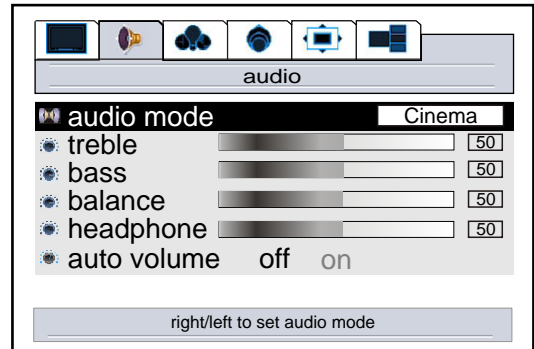 audio
audio mode Cinema
treble 50
bass 50
balance 50
headphone 50
auto volume off on
right/left to set audio mode